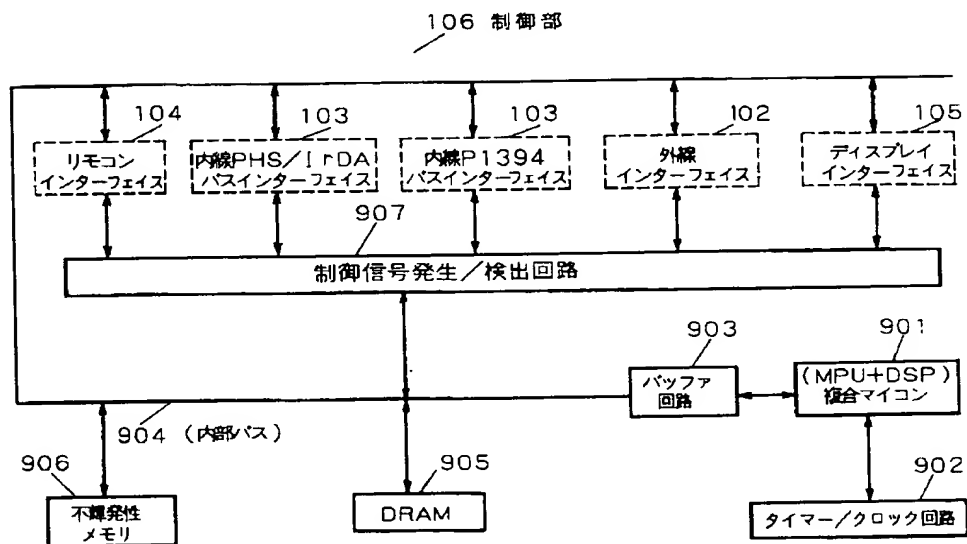 106 制御部
104
103
103
102
105
リモコン
インターフェイス
内線PHS/IrDA
バスインターフェイス
内線P1394
バスインターフェイス
外線
インターフェイス
ディスプレイ
インターフェイス
907
制御信号発生/検出回路
903
901
バッファ
回路
(MPU+DSP)
複合マイコン
904 (内部バス)
906
905
902
不輝発性
メモリ
DRAM
タイマー/クロック回路